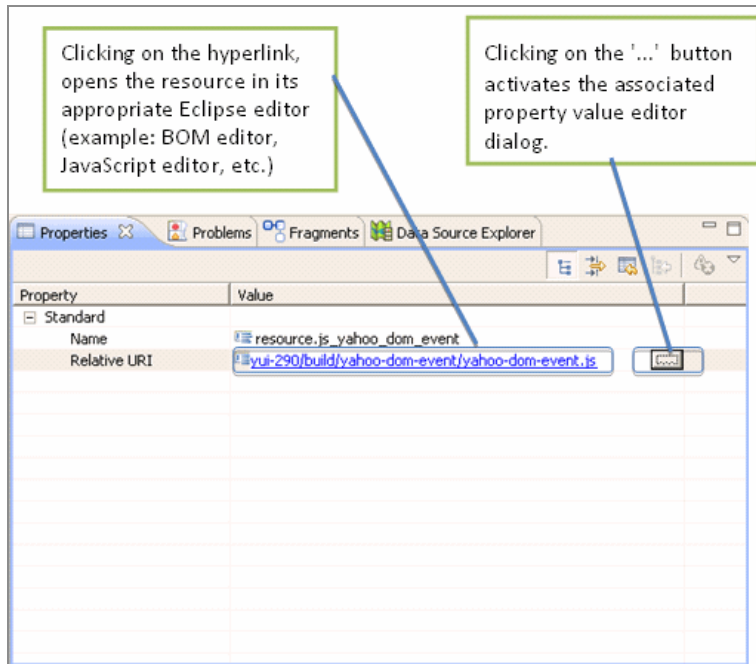 Clicking on the hyperlink,
opens the resource in its
appropriate Eclipse editor
(example: BOM editor,
JavaScript editor, etc.)
Clicking on the '...' button
activates the associated
property value editor
dialog.
Properties Problems Fragments Data Source Explorer
Property Value
Standard
Name resource.js_yahoo_dom_event
Relative URI yui-290/build/yahoo-dom-event/yahoo-dom-event.js ...